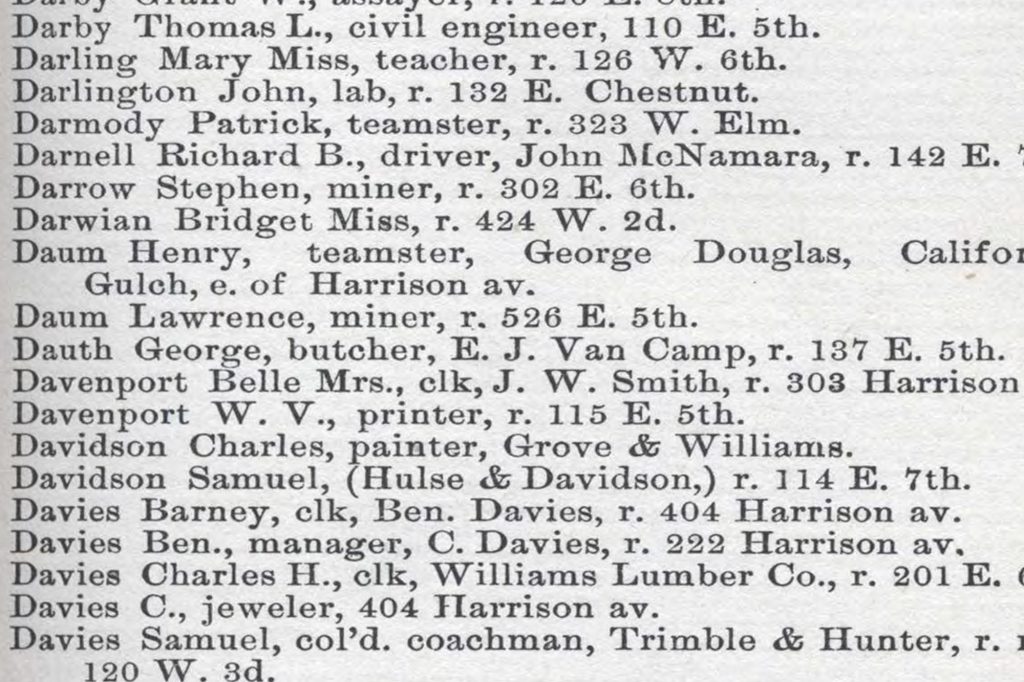 Darby Grant W., assayer, r. 120 E. 6th.
Darby Thomas L., civil engineer, 110 E. 5th.
Darling Mary Miss, teacher, r. 126 W. 6th.
Darlington John, lab, r. 132 E. Chestnut.
Darmody Patrick, teamster, r. 323 W. Elm.
Darnell Richard B., driver, John McNamara, r. 142 E.
Darrow Stephen, miner, r. 302 E. 6th.
Darwian Bridget Miss, r. 424 W. 2d.
Daum Henry, teamster, George Douglas, Califor
Gulch, e. of Harrison av.
Daum Lawrence, miner, r. 526 E. 5th.
Dauth George, butcher, E. J. Van Camp, r. 137 E. 5th.
Davenport Belle Mrs., clk, J. W. Smith, r. 303 Harrison
Davenport W. V., printer, r. 115 E. 5th.
Davidson Charles, painter, Grove & Williams.
Davidson Samuel, (Hulse & Davidson,) r. 114 E. 7th.
Davies Barney, clk, Ben. Davies, r. 404 Harrison av.
Davies Ben., manager, C. Davies, r. 222 Harrison av.
Davies Charles H., clk, Williams Lumber Co., r. 201 E.
Davies C., jeweler, 404 Harrison av.
Davies Samuel, col'd. coachman, Trimble & Hunter, r.
120 W. 3d.